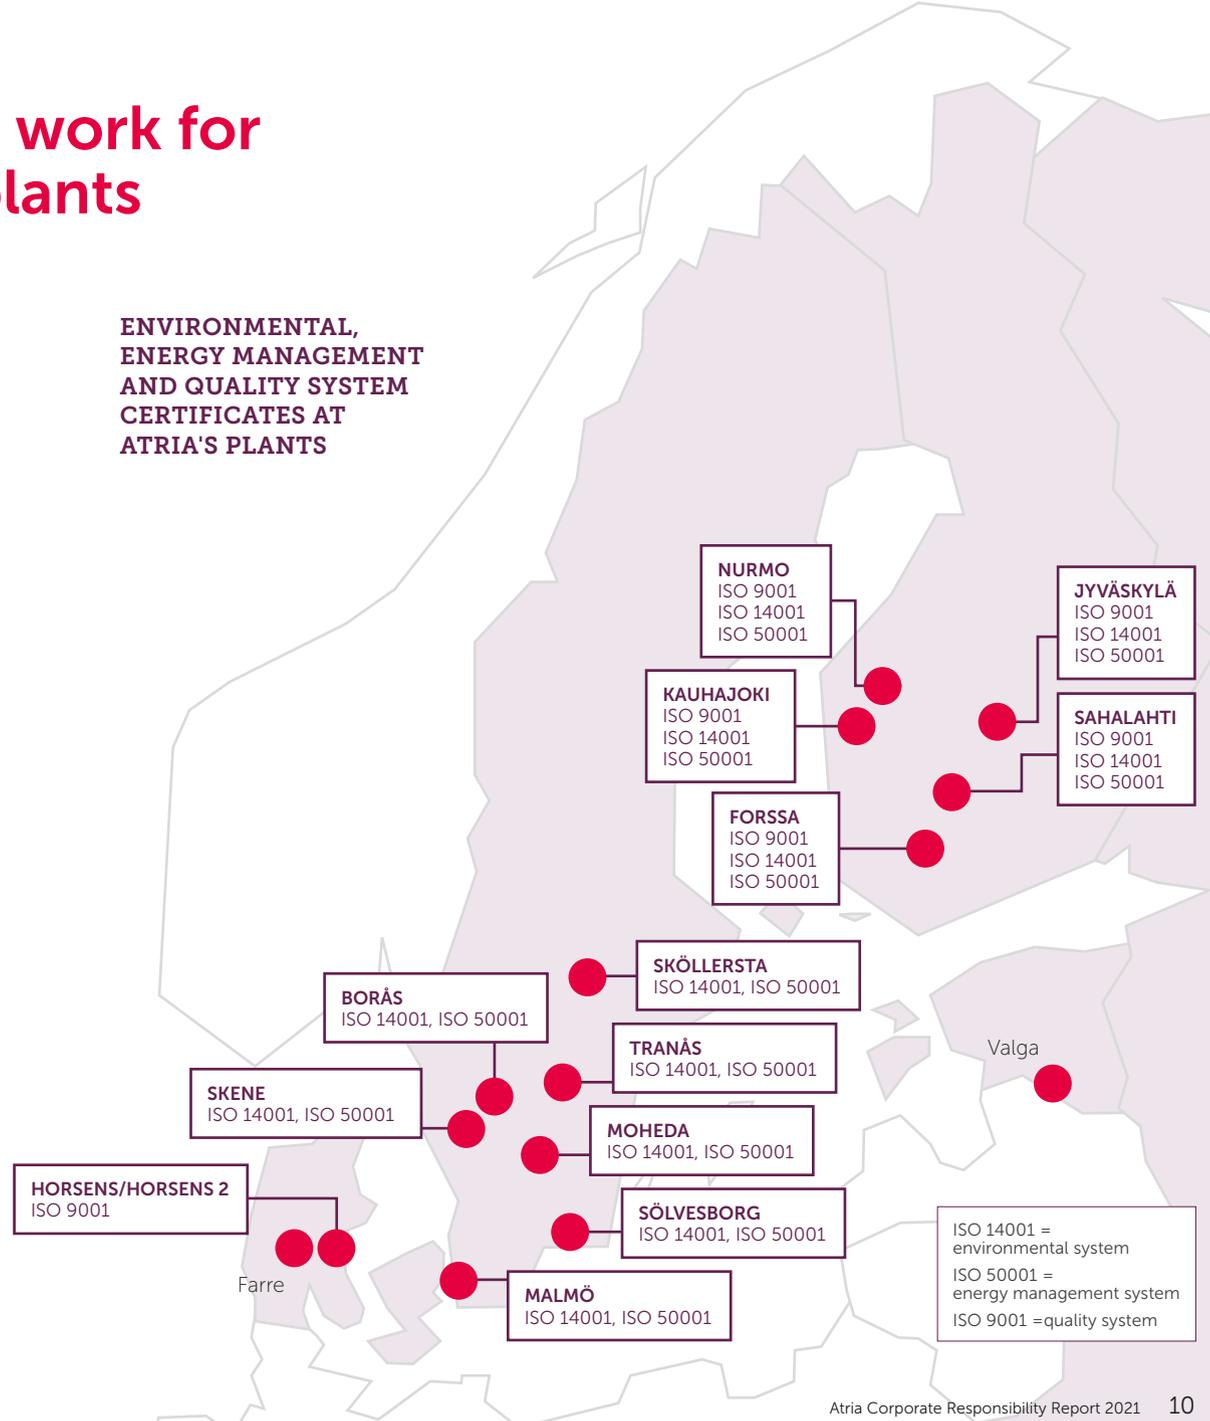 work for
plants
ENVIRONMENTAL,
ENERGY MANAGEMENT
AND QUALITY SYSTEM
CERTIFICATES AT
ATRIA'S PLANTS
NURMO
ISO 9001
ISO 14001
ISO 50001
JYVÄSKYLÄ
ISO 9001
ISO 14001
ISO 50001
KAUHAJOKI
ISO 9001
ISO 14001
ISO 50001
SAHALAHTI
ISO 9001
ISO 14001
ISO 50001
FORSSA
ISO 9001
ISO 14001
ISO 50001
SKÖLLERSTA
ISO 14001, ISO 50001
BORÅS
ISO 14001, ISO 50001
TRANÅS
ISO 14001, ISO 50001
Valga
SKENE
ISO 14001, ISO 50001
MOHEDA
ISO 14001, ISO 50001
HORSENS/HORSENS 2
ISO 9001
SÖLVESBORG
ISO 14001, ISO 50001
Farre
MALMÖ
ISO 14001, ISO 50001
ISO 14001 =
environmental system
ISO 50001 =
energy management system
ISO 9001 =quality system
Atria Corporate Responsibility Report 2021 10